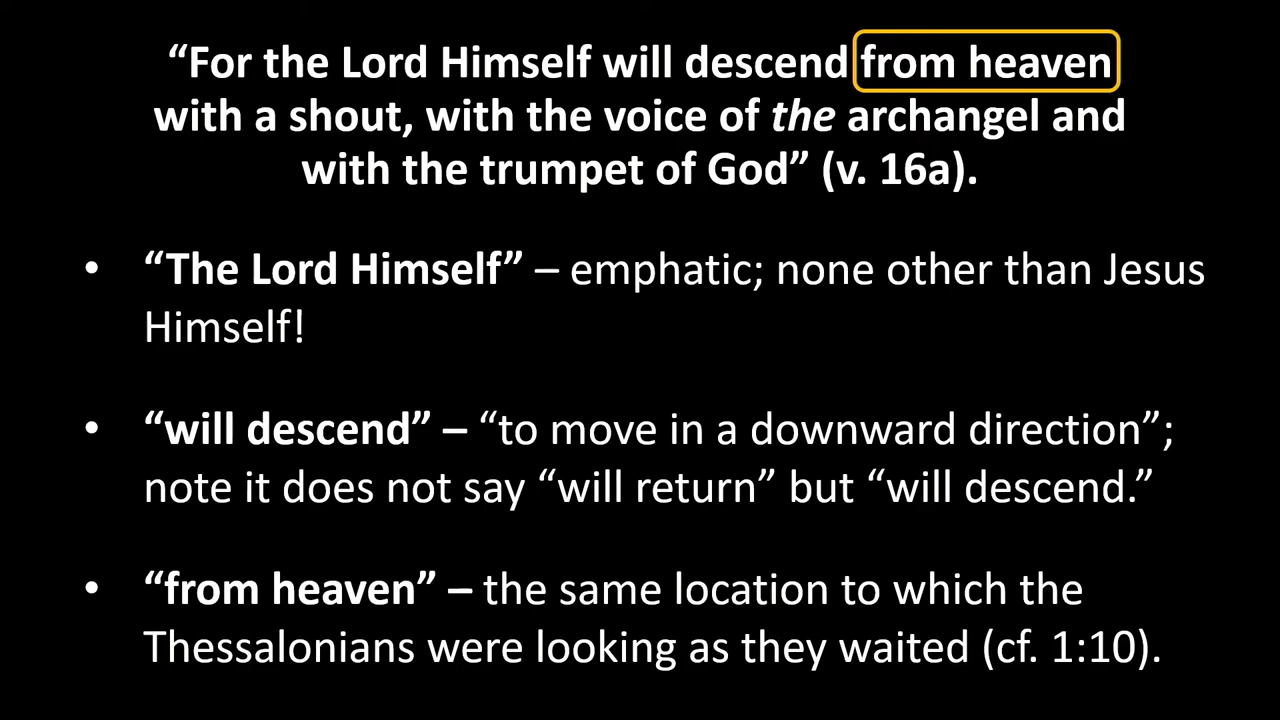 “For the Lord Himself will descend from heaven
with a shout, with the voice of the archangel and
with the trumpet of God” (v. 16a).
• “The Lord Himself” – emphatic; none other than Jesus
Himself!
• “will descend” – “to move in a downward direction”;
note it does not say “will return” but “will descend.”
• “from heaven” – the same location to which the
Thessalonians were looking as they waited (cf. 1:10).